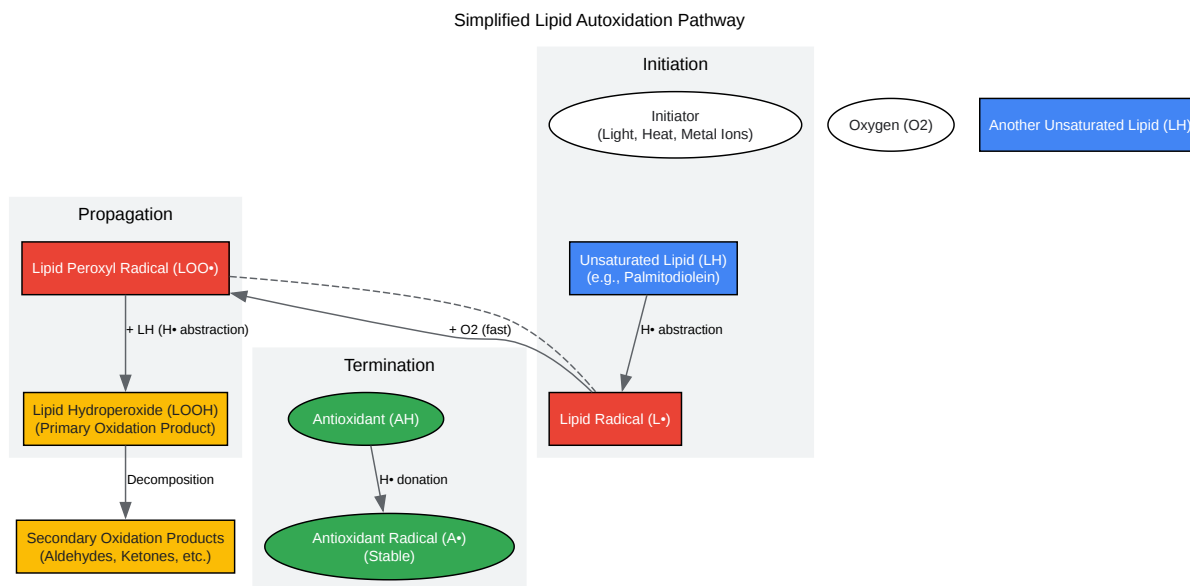 Simplified Lipid Autoxidation Pathway
Initiation
Initiator
(Light, Heat, Metal Ions)
Oxygen (O2)
Another Unsaturated Lipid (LH)
Propagation
Lipid Peroxyl Radical (LOO•)
Unsaturated Lipid (LH)
(e.g., Palmitodiolein)
+ LH (H• abstraction)
+ O2 (fast)
H• abstraction
Termination
Lipid Hydroperoxide (LOOH)
(Primary Oxidation Product)
Antioxidant (AH)
Lipid Radical (L•)
Decomposition
H• donation
Secondary Oxidation Products
(Aldehydes, Ketones, etc.)
Antioxidant Radical (A•)
(Stable)